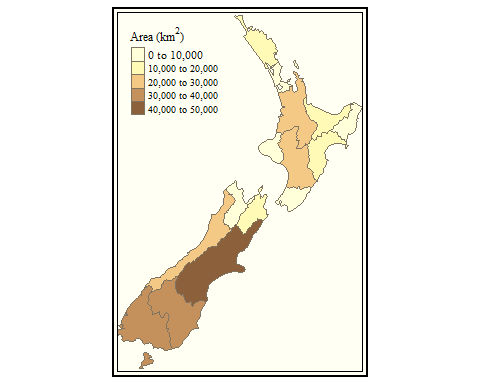 Area (km²)
0 to 10,000
10,000 to 20,000
20,000 to 30,000
30,000 to 40,000
40,000 to 50,000